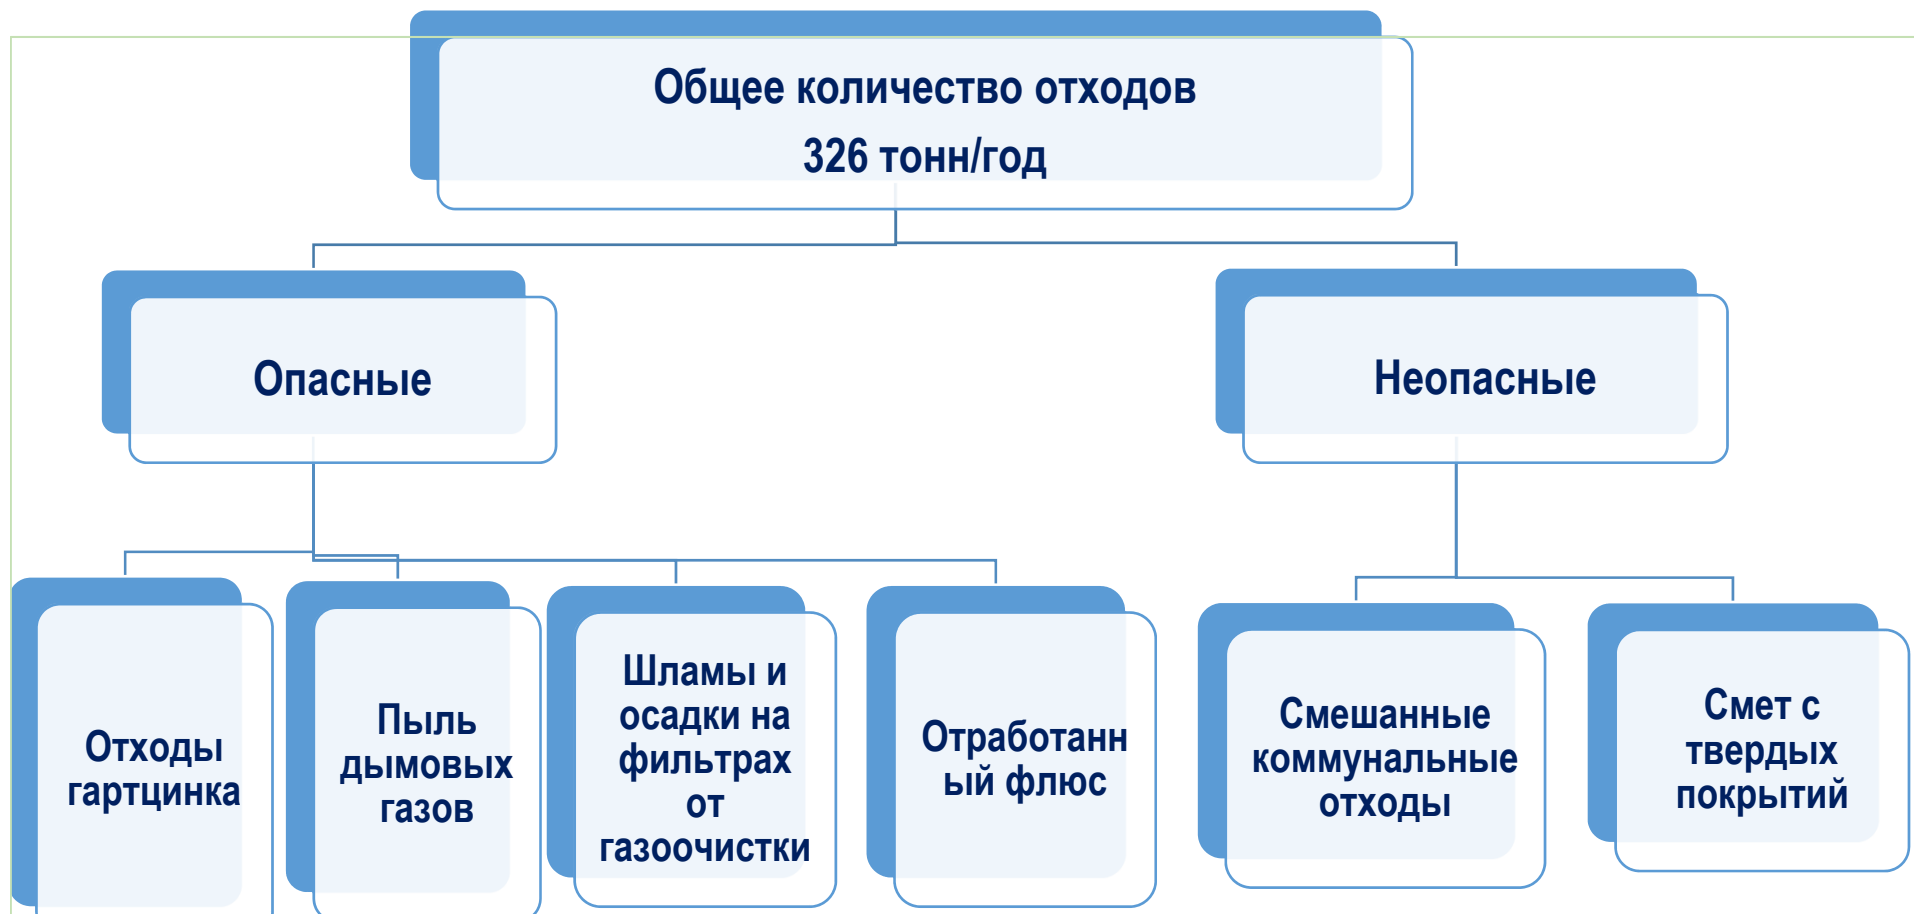 Общее количество отходов
326 тонн/год
Опасные
Неопасные
Отходы
гартцинка
Пыль
дымовых
газов
Шламы и
осадки на
фильтрах
от
газоочистки
Отработанн
ый флюс
Смешанные
коммунальные
отходы
Смет с
твердых
покрытий